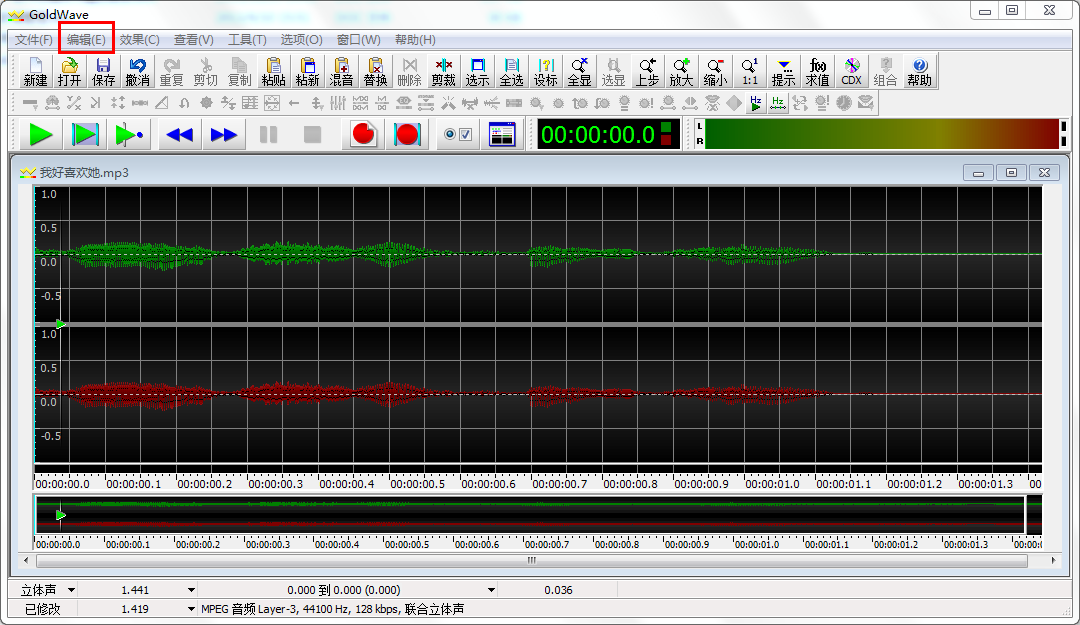 GoldWave
文件(F) 编辑(E) 效果(C) 查看(V) 工具(T) 选项(O) 窗口(W) 帮助(H)
新建 打开 保存 撤消 重复 剪切 复制 粘贴 粘新 混音 替换 删除 剪裁 选示 全选 设标 全显 选显 上步 放大 缩小 1:1 提示 求值 CDX 组合 帮助
00:00:00.0
L
R
我好喜欢她.mp3
1.0
0.5
0.0
-0.5
1.0
0.5
0.0
-0.5
00:00:00.0 00:00:00.1 00:00:00.2 00:00:00.3 00:00:00.4 00:00:00.5 00:00:00.6 00:00:00.7 00:00:00.8 00:00:00.9 00:00:01.0 00:00:01.1 00:00:01.2 00:00:01.3 00
00:00:00.0 00:00:00.1 00:00:00.2 00:00:00.3 00:00:00.4 00:00:00.5 00:00:00.6 00:00:00.7 00:00:00.8 00:00:00.9 00:00:01.0 00:00:01.1 00:00:01.2 00:00:01.3 00:00:0
立体声 1.441 0.000 到 0.000 (0.000) 0.036
已修改 1.419 MPEG 音频 Layer-3, 44100 Hz, 128 kbps, 联合立体声